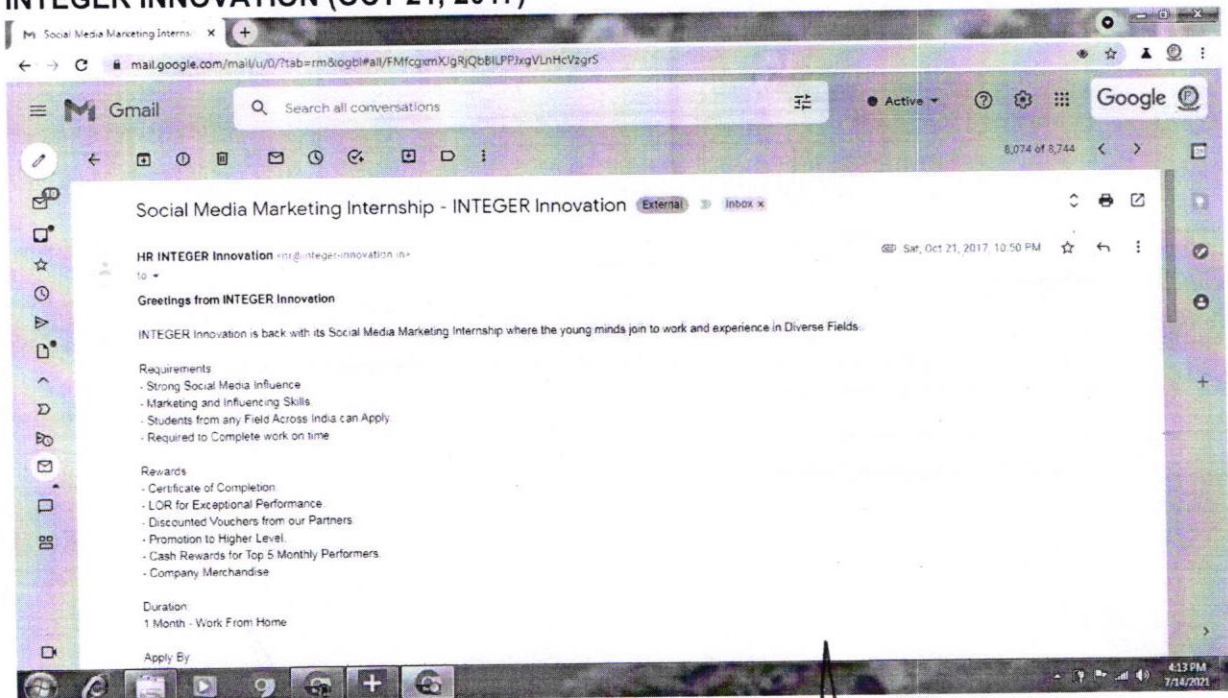 INTEGER INNOVATION (OCT 21, 2017)
Social Media Marketing Interns
mail.google.com/mail/u/0/?tab=rm&ogbl#all/
Gmail
Search all conversations
Active
Google
8,074 of 8,744
Social Media Marketing Internship - INTEGER Innovation External Inbox x
HR INTEGER Innovation <hr@integer-innovation.in>
Sat, Oct 21, 2017, 10:50 PM
to
Greetings from INTEGER Innovation
INTEGER Innovation is back with its Social Media Marketing Internship where the young minds join to work and experience in Diverse Fields.
Requirements
- Strong Social Media Influence
- Marketing and Influencing Skills.
- Students from any Field Across India can Apply.
- Required to Complete work on time
Rewards
- Certificate of Completion.
- LOR for Exceptional Performance.
- Discounted Vouchers from our Partners
- Promotion to Higher Level.
- Cash Rewards for Top 5 Monthly Performers.
- Company Merchandise
Duration:
1 Month - Work From Home
Apply By
4:13 PM
7/14/2021